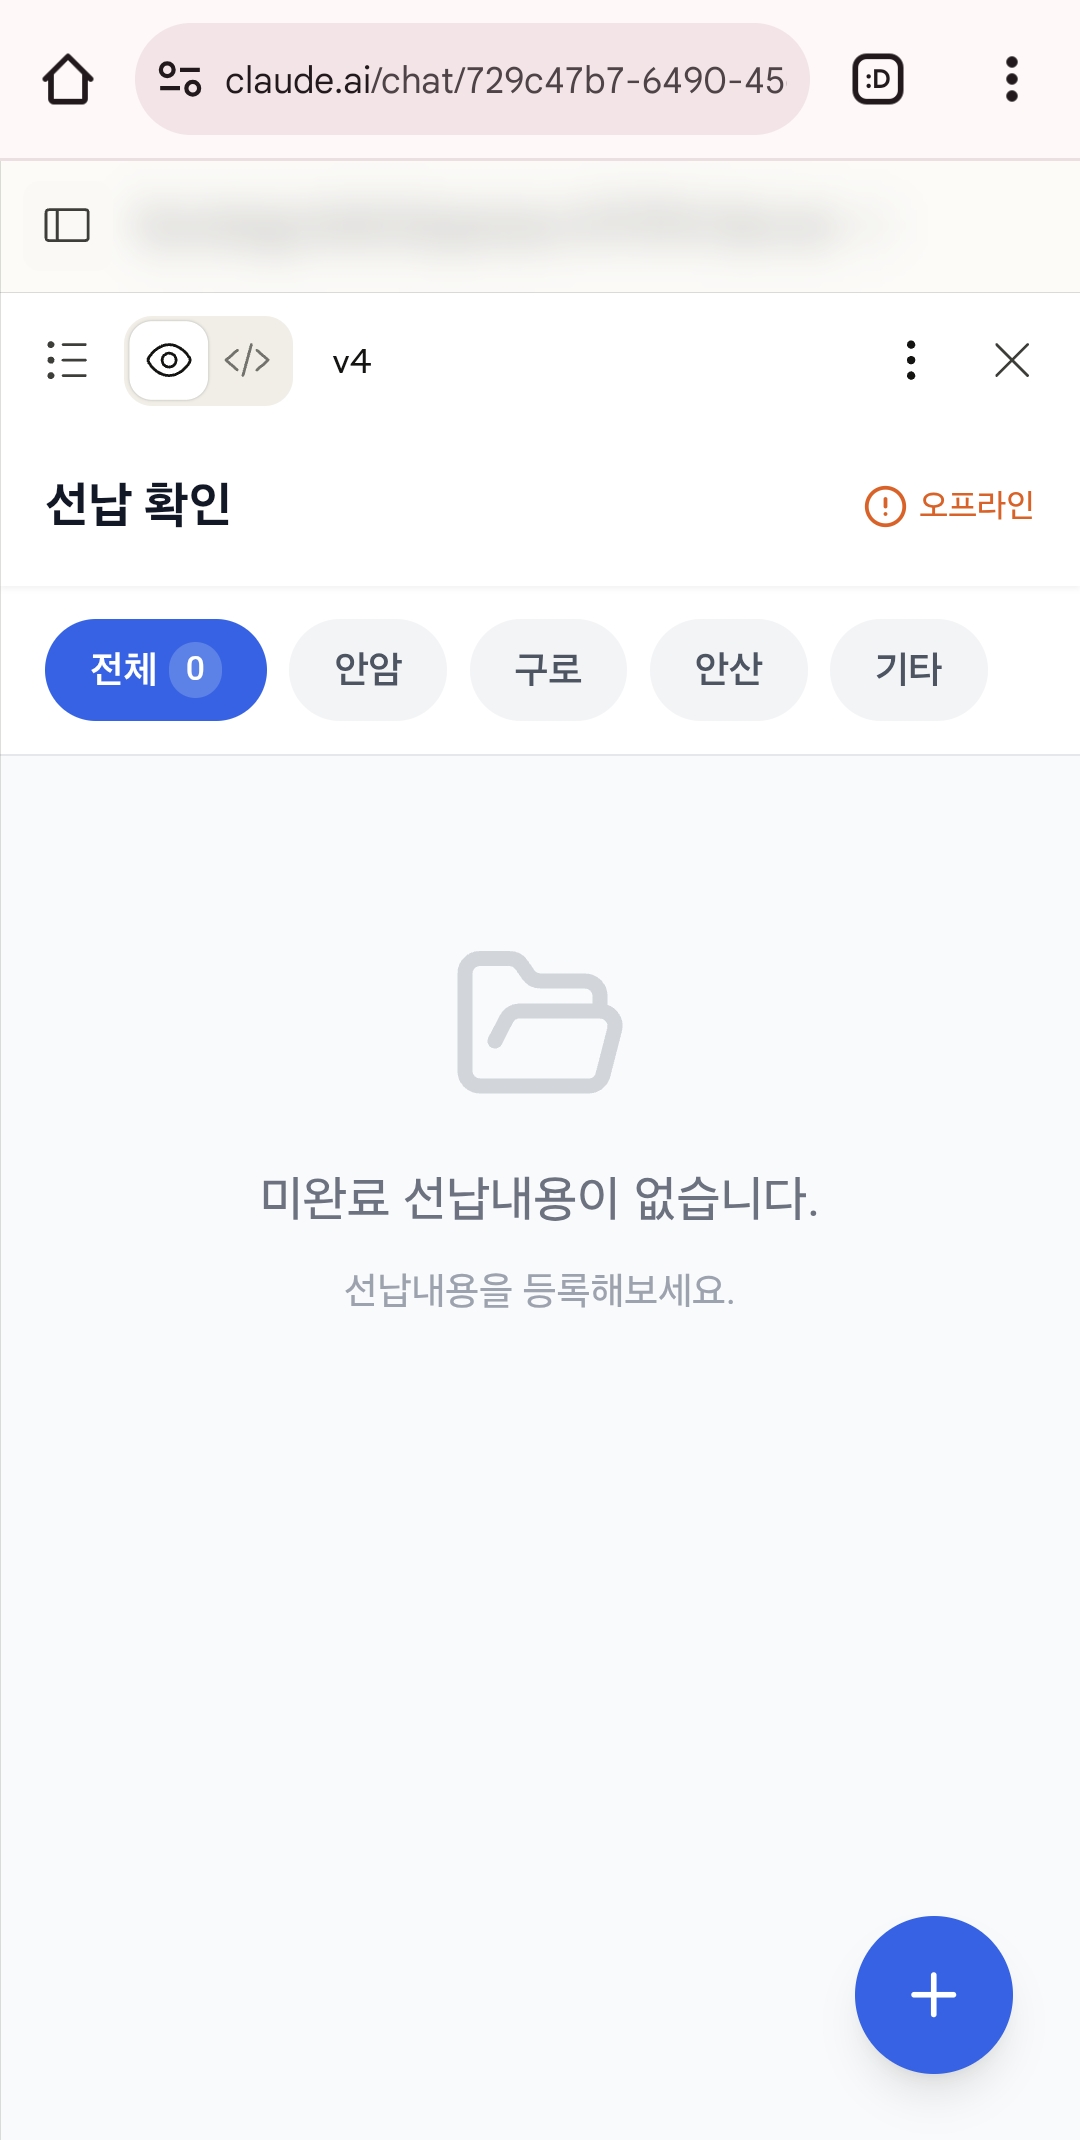 claude.ai/chat/729c47b7-6490-45
:D
v4
선납 확인
오프라인
전체 0 안암 구로 안산 기타
미완료 선납내용이 없습니다.
선납내용을 등록해보세요.